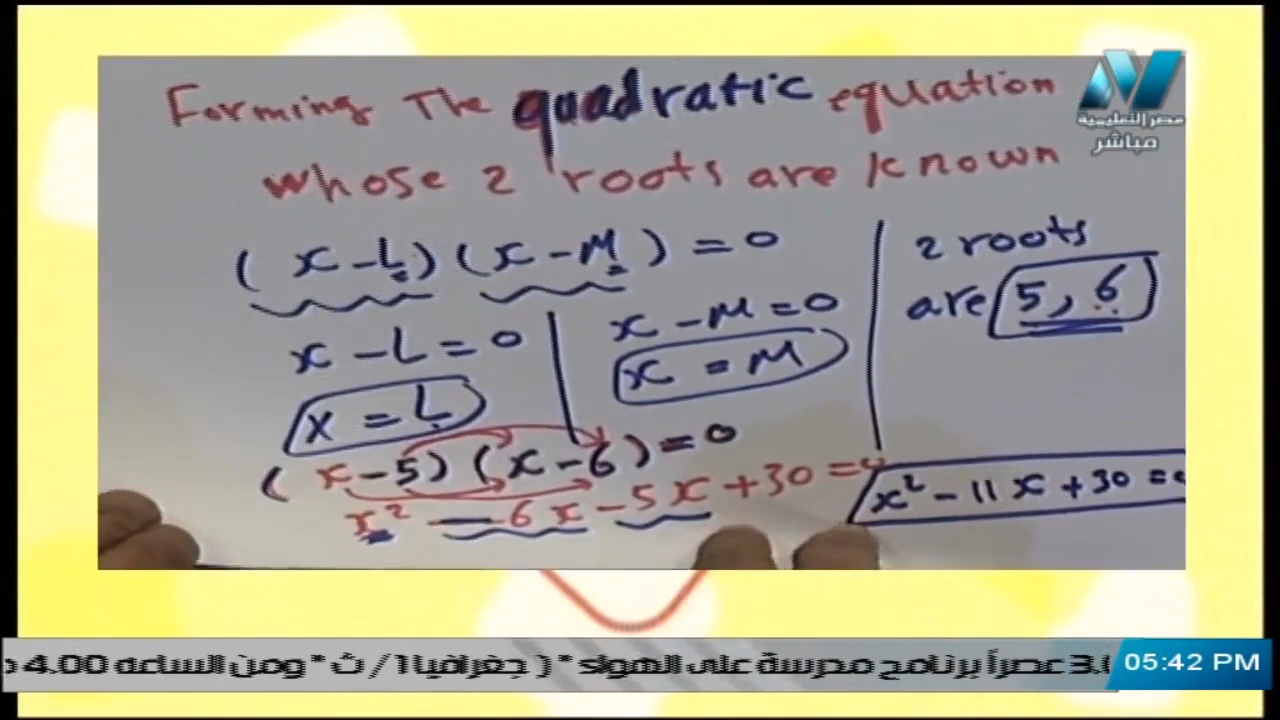 Forming The quadratic equation
whose 2 roots are known
مصر التعليمية
مباشر
(x - L)(x - M) = 0
x - L = 0
x = L
x - M = 0
x = M
2 roots
are 5, 6
(x - 5)(x - 6) = 0
x² - 6x - 5x + 30 = 0
x² - 11x + 30 =
عصراً برنامج مدرسة على الهواء " ( جغرافيا 1/ ث " ومن الساعه 4.00
05:42 PM